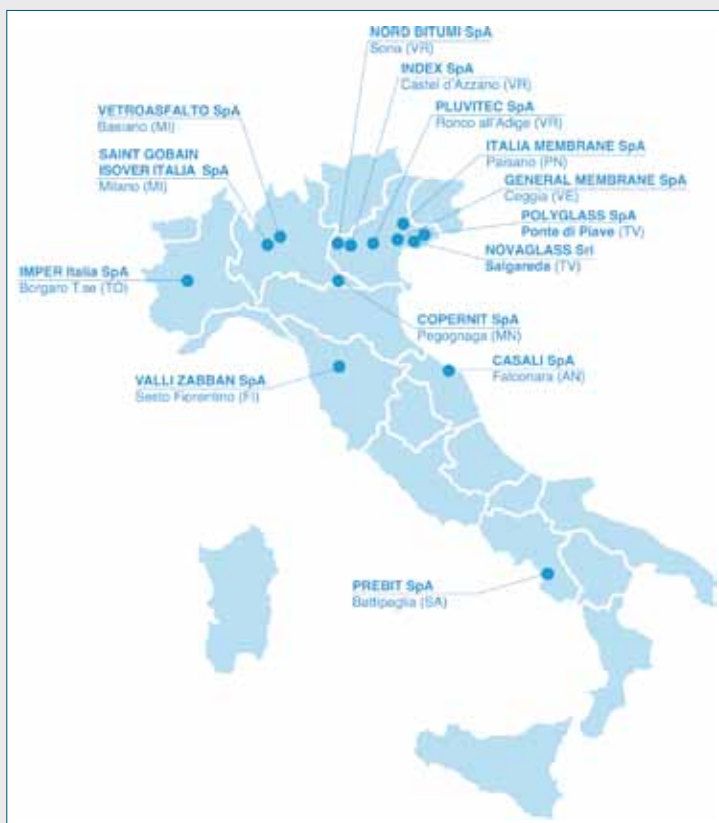 NORD BITUMI SpA
Sona (VR)
INDEX SpA
Castel d'Azzano (VR)
VETROASFALTO SpA
Basiano (MI)
PLUVITEC SpA
Ronco all'Adige (VR)
SAINT GOBAIN
ISOVER ITALIA SpA
Milano (MI)
ITALIA MEMBRANE SpA
Paisano (PN)
GENERAL MEMBRANE SpA
Ceggia (VE)
POLYGLASS SpA
Ponte di Piave (TV)
NOVAGLASS Srl
Salgareda (TV)
IMPER Italia SpA
Borgaro T.se (TO)
COPERNIT SpA
Pegognaga (MN)
CASALI SpA
Falconara (AN)
VALLI ZABBAN SpA
Sesto Fiorentino (FI)
PREBIT SpA
Battipaglia (SA)